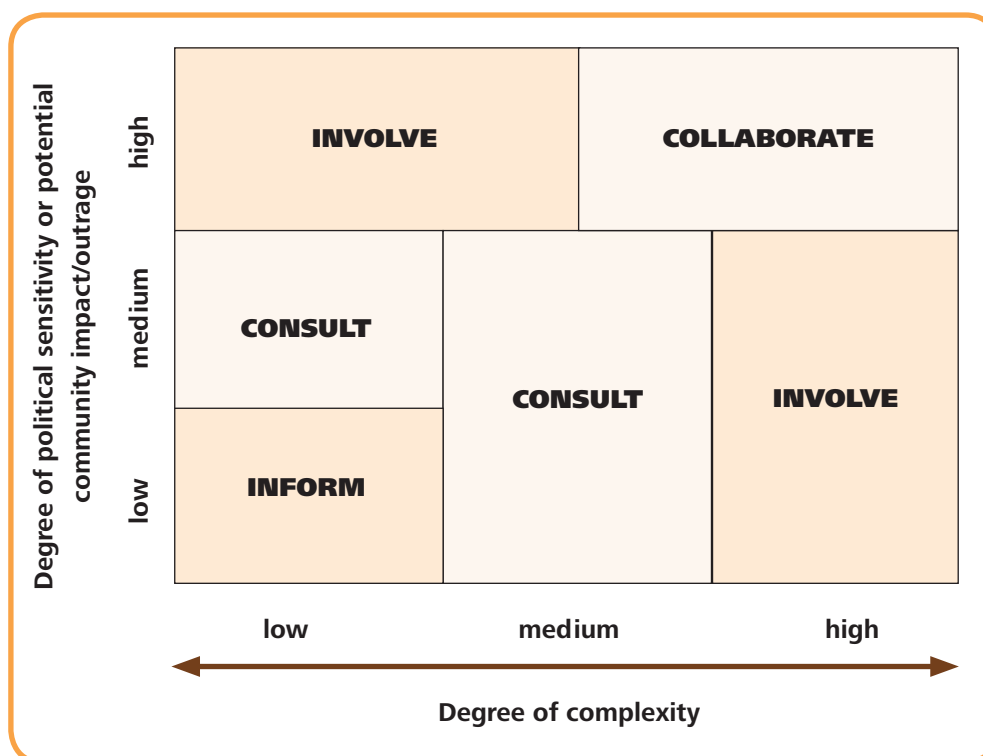 Degree of political sensitivity or potential
community impact/outrage
high
medium
low
INVOLVE
COLLABORATE
CONSULT
CONSULT
INVOLVE
INFORM
low
medium
high
Degree of complexity